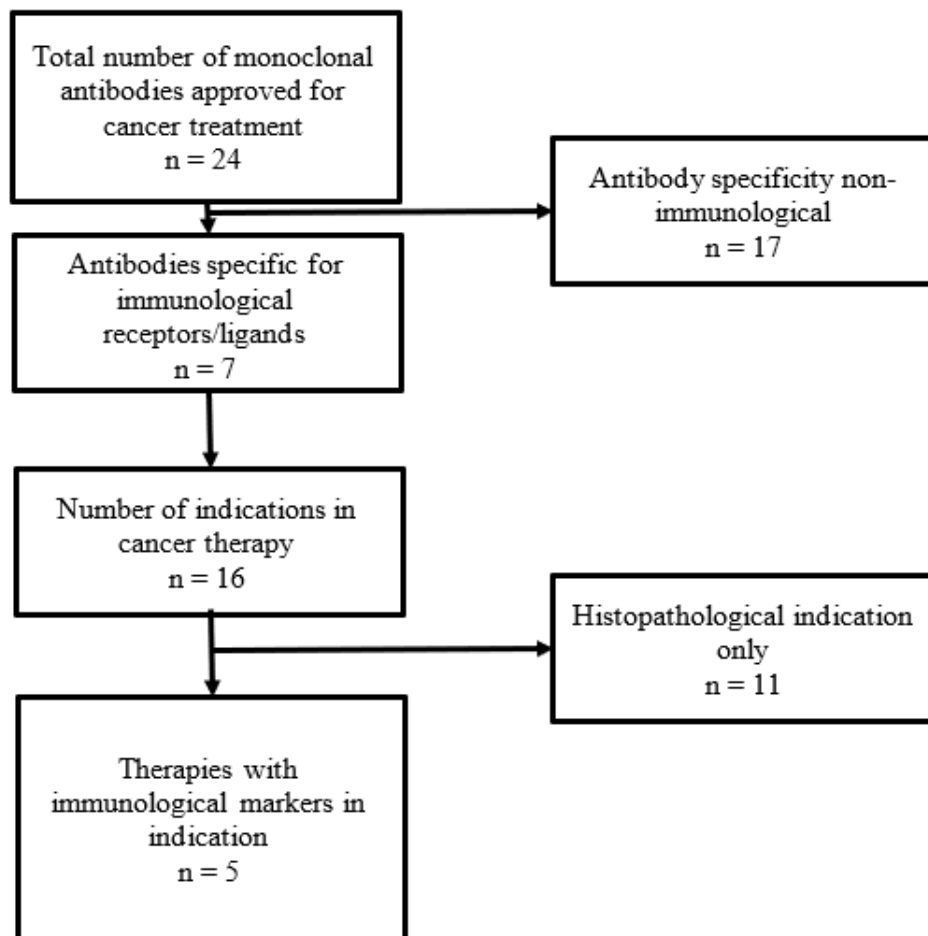 Total number of monoclonal
antibodies approved for
cancer treatment
n = 24
Antibody specificity non-
immunological
n = 17
Antibodies specific for
immunological
receptors/ligands
n = 7
Number of indications in
cancer therapy
n = 16
Histopathological indication
only
n = 11
Therapies with
immunological markers in
indication
n = 5